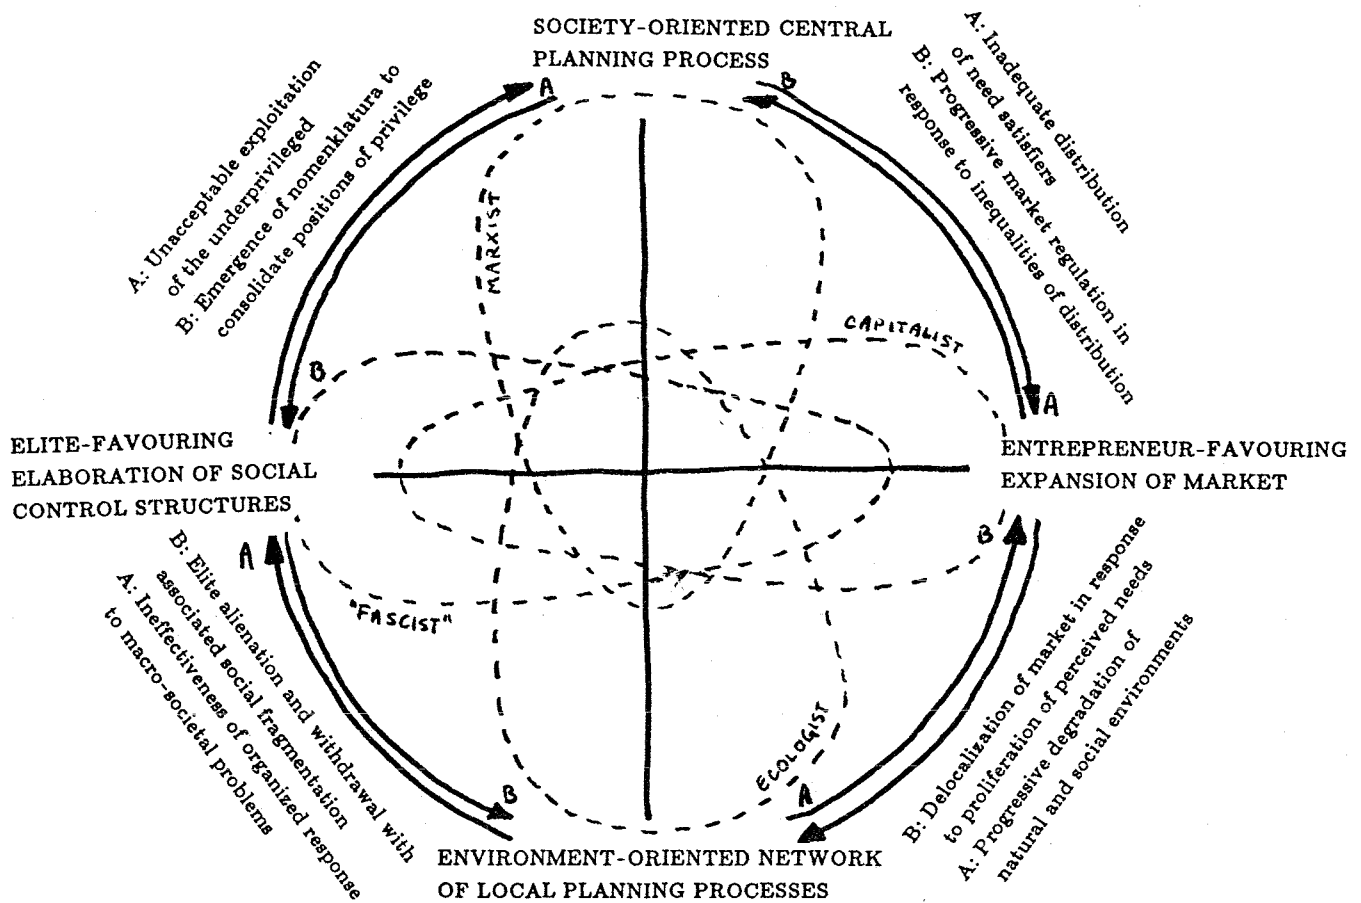 SOCIETY-ORIENTED CENTRAL
PLANNING PROCESS
A: Unacceptable exploitation
of the underprivileged
B: Emergence of nomenklatura to
consolidate positions of privilege
A: Inadequate distribution
of need satisfiers
B: Progressive market regulation in
response to inequalities of distribution
A
B
MARXIST
CAPITALIST
B
A
ELITE-FAVOURING
ELABORATION OF SOCIAL
CONTROL STRUCTURES
ENTREPRENEUR-FAVOURING
EXPANSION OF MARKET
A
B
"FASCIST"
ECOLOGIST
B: Elite alienation and withdrawal with
associated social fragmentation
A: Ineffectiveness of organized response
to macro-societal problems
B: Delocalization of market in response
to proliferation of perceived needs
A: Progressive degradation of
natural and social environments
B
A
ENVIRONMENT-ORIENTED NETWORK
OF LOCAL PLANNING PROCESSES